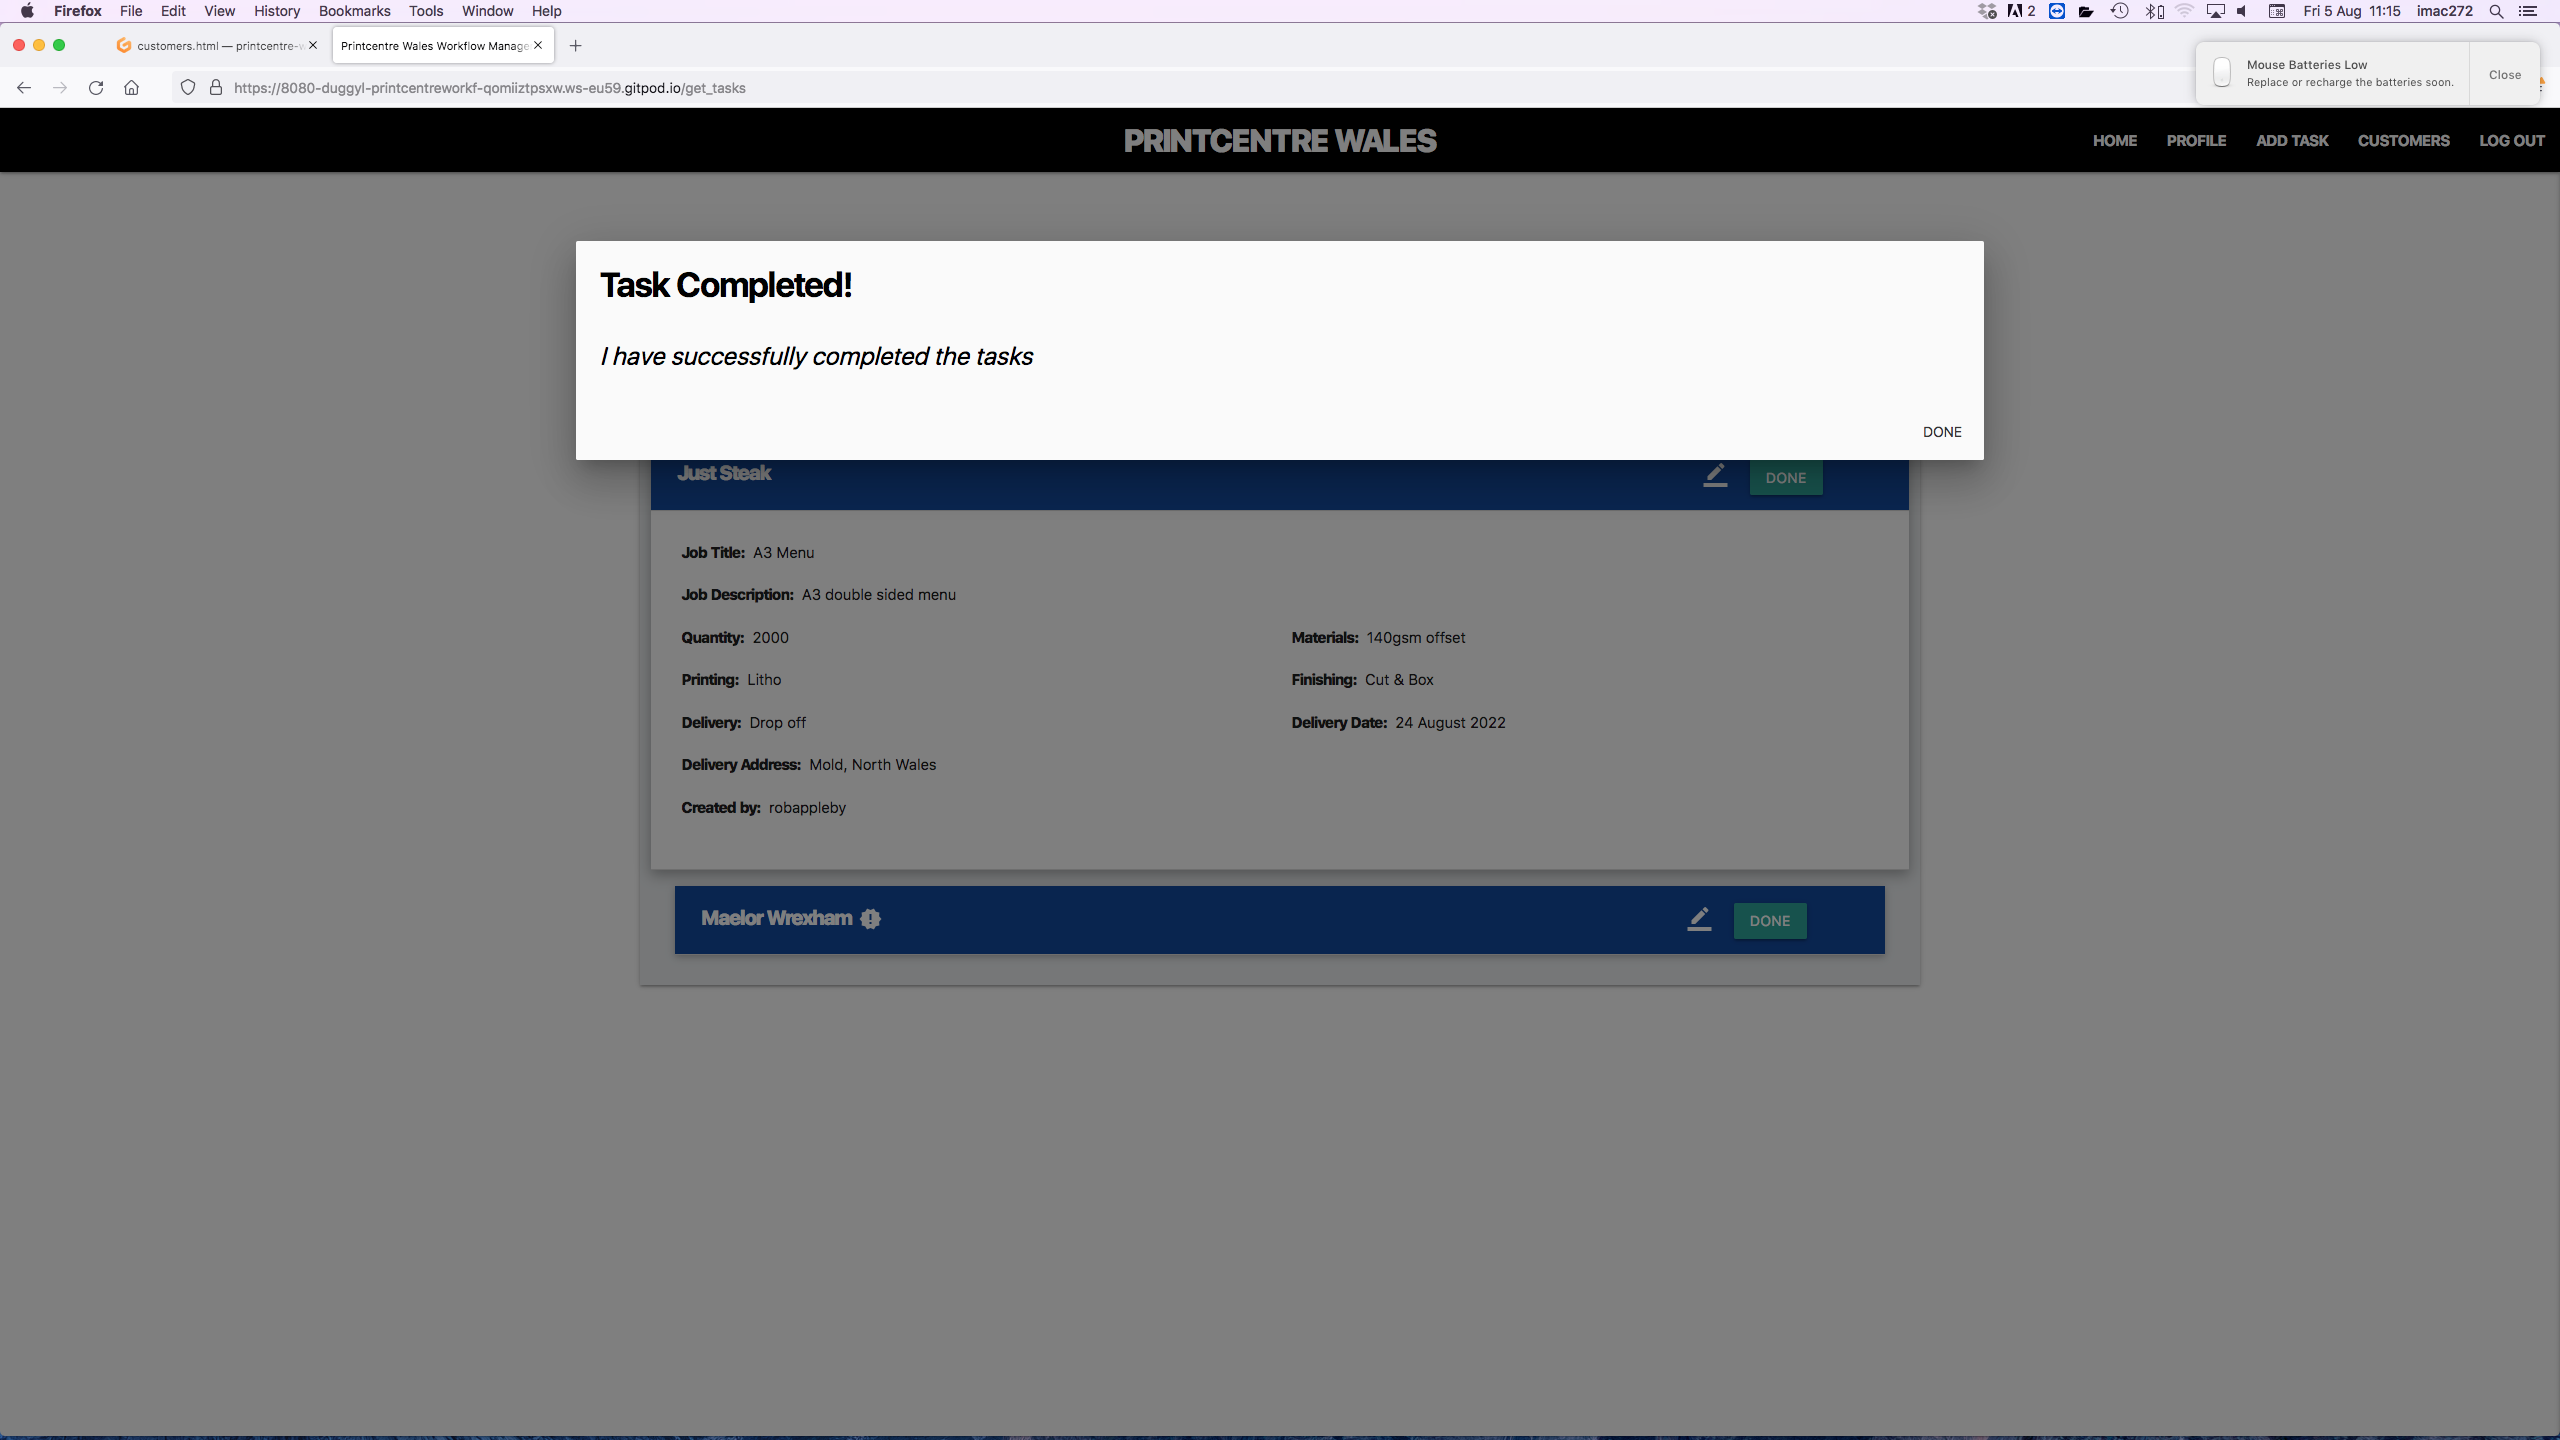 Firefox File Edit View History Bookmarks Tools Window Help 2 Fri 5 Aug 11:15 imac272
customers.html — printcentre-w Printcentre Wales Workflow Manage
https://8080-duggyl-printcentreworkf-qomiiztpsxw.ws-eu59.gitpod.io/get_tasks
Mouse Batteries Low
Replace or recharge the batteries soon.
Close
PRINTCENTRE WALES
HOME PROFILE ADD TASK CUSTOMERS LOG OUT
Task Completed!
I have successfully completed the tasks
DONE
Just Steak DONE
Job Title: A3 Menu
Job Description: A3 double sided menu
Quantity: 2000 Materials: 140gsm offset
Printing: Litho Finishing: Cut & Box
Delivery: Drop off Delivery Date: 24 August 2022
Delivery Address: Mold, North Wales
Created by: robappleby
Maelor Wrexham DONE